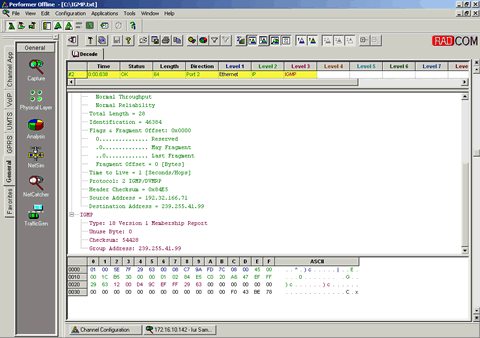 Performer Offline - [C:\IGMP.txt]
File View Edit Configuration Applications Tools Window Help
RADCOM
General
Decode
Time Status Length Direction Level 1 Level 2 Level 3 Level 4 Level 5 Level 6 Level 7 Leve
#2 0:00.038 OK 64 Port 2 Ethernet IP IGMP
Channel App
VoIP
UMTS
GPRS
General
Favorites
Capture
Physical Layer
Analysis
NetGeo
NetCatcher
TrafficGen
Normal Throughput
Normal Reliability
Total Length = 28
Identification = 46384
Flags & Fragment Offset: 0x0000
0............... Reserved
.0.............. May Fragment
..0............. Last Fragment
Fragment Offset = 0 [Bytes]
Time to Live = 1 [Seconds/Hops]
Protocol: 2 IGMP/DVMRP
Header Checksum = 0x84E5
Source Address = 192.32.166.71
Destination Address = 239.255.41.99
IGMP
Type: 18 Version 1 Membership Report
Unuse Byte: 0
Checksum: 54428
Group Address: 239.255.41.99
0 1 2 3 4 5 6 7 8 9 A B C D E F ASCII
0000 01 00 5E 7F 29 63 00 08 C7 9A FD 7C 08 00 45 00
0010 00 1C B5 30 00 00 01 02 84 E5 C0 20 A6 47 EF FF
0020 29 63 12 00 D4 9C EF FF 29 63 00 00 00 00 00 00
0030 00 00 00 00 00 00 00 00 00 00 00 00 F0 43 BE 78
Channel Configuration
172.16.10.142 - Iui Sam...